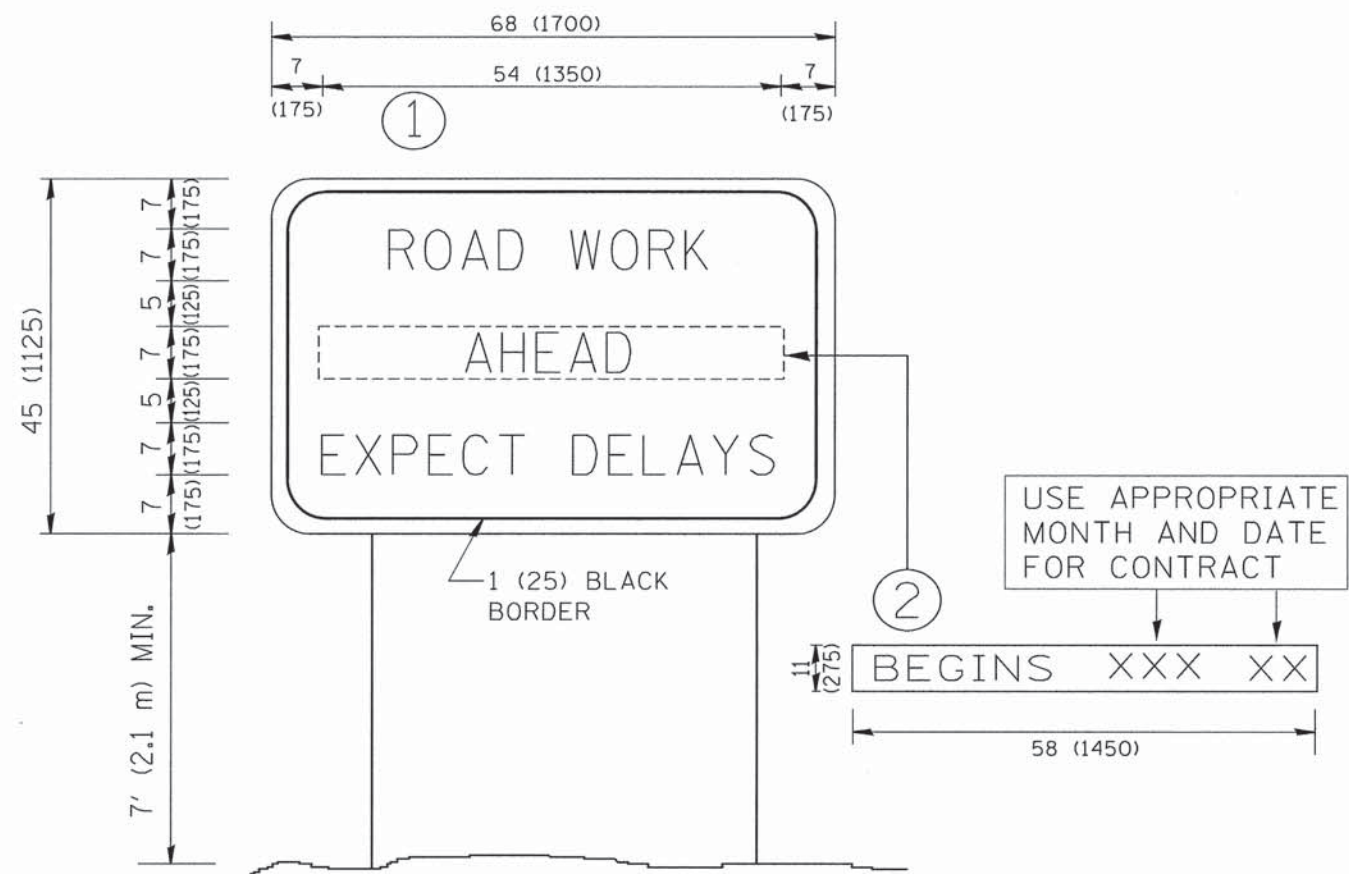 68 (1700)
7 54 (1350) 7
(175) (175)
1
45 (1125)
7 (175)
7 (175)
5 (125)
7 (175)
5 (125)
7 (175)
7 (175)
7' (2.1 m) MIN.
ROAD WORK
AHEAD
EXPECT DELAYS
1 (25) BLACK
BORDER
USE APPROPRIATE
MONTH AND DATE
FOR CONTRACT
2
11
(275)
BEGINS XXX XX
58 (1450)